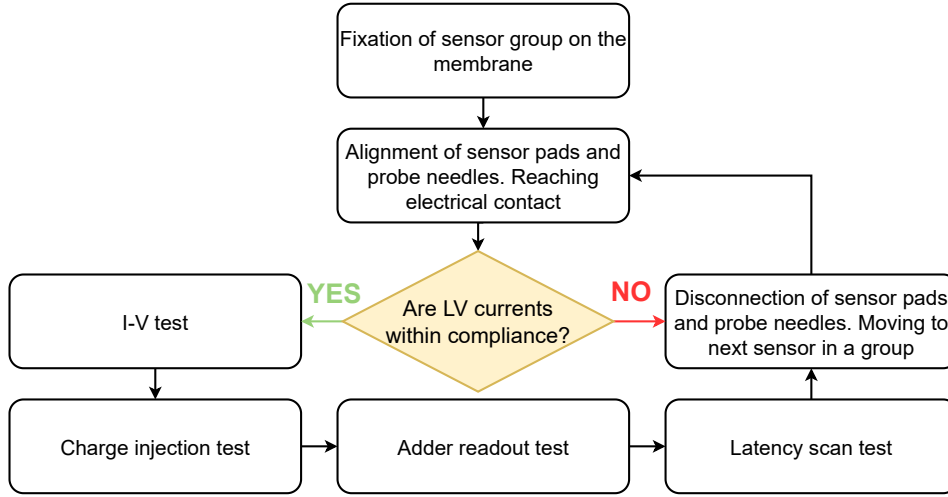 Fixation of sensor group on the
membrane
Alignment of sensor pads and
probe needles. Reaching
electrical contact
YES
NO
Are LV currents
within compliance?
I-V test
Disconnection of sensor pads
and probe needles. Moving to
next sensor in a group
Charge injection test
Adder readout test
Latency scan test